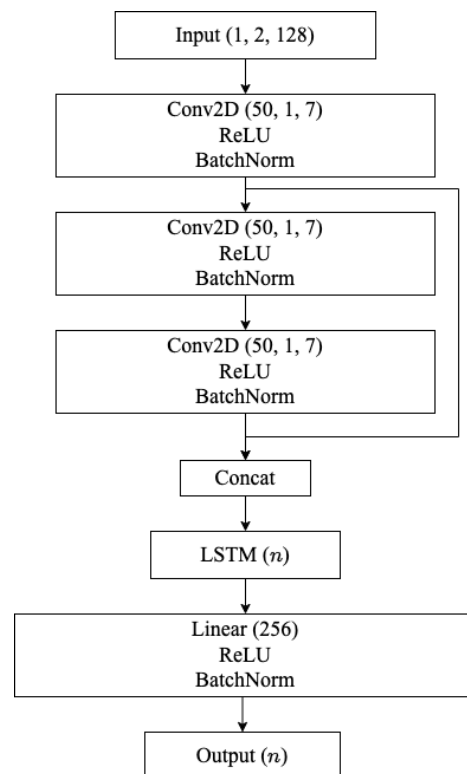 Input (1, 2, 128)
Conv2D (50, 1, 7)
ReLU
BatchNorm
Conv2D (50, 1, 7)
ReLU
BatchNorm
Conv2D (50, 1, 7)
ReLU
BatchNorm
Concat
LSTM (n)
Linear (256)
ReLU
BatchNorm
Output (n)